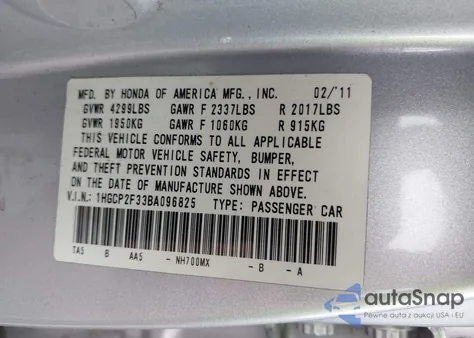 MFD. BY HONDA OF AMERICA MFG., INC. 02/'11
GVWR 4299LBS GAWR F 2337LBS R 2017LBS
GVWR 1950KG GAWR F 1060KG R 915KG
THIS VEHICLE CONFORMS TO ALL APPLICABLE
FEDERAL MOTOR VEHICLE SAFETY, BUMPER,
AND THEFT PREVENTION STANDARDS IN EFFECT
ON THE DATE OF MANUFACTURE SHOWN ABOVE.
V.I.N.: 1HGCP2F33BA096825 TYPE: PASSENGER CAR
TA5 B AA5 - NH700MX - B - A
autoSnap
Pewne auta z aukcji USA i EU